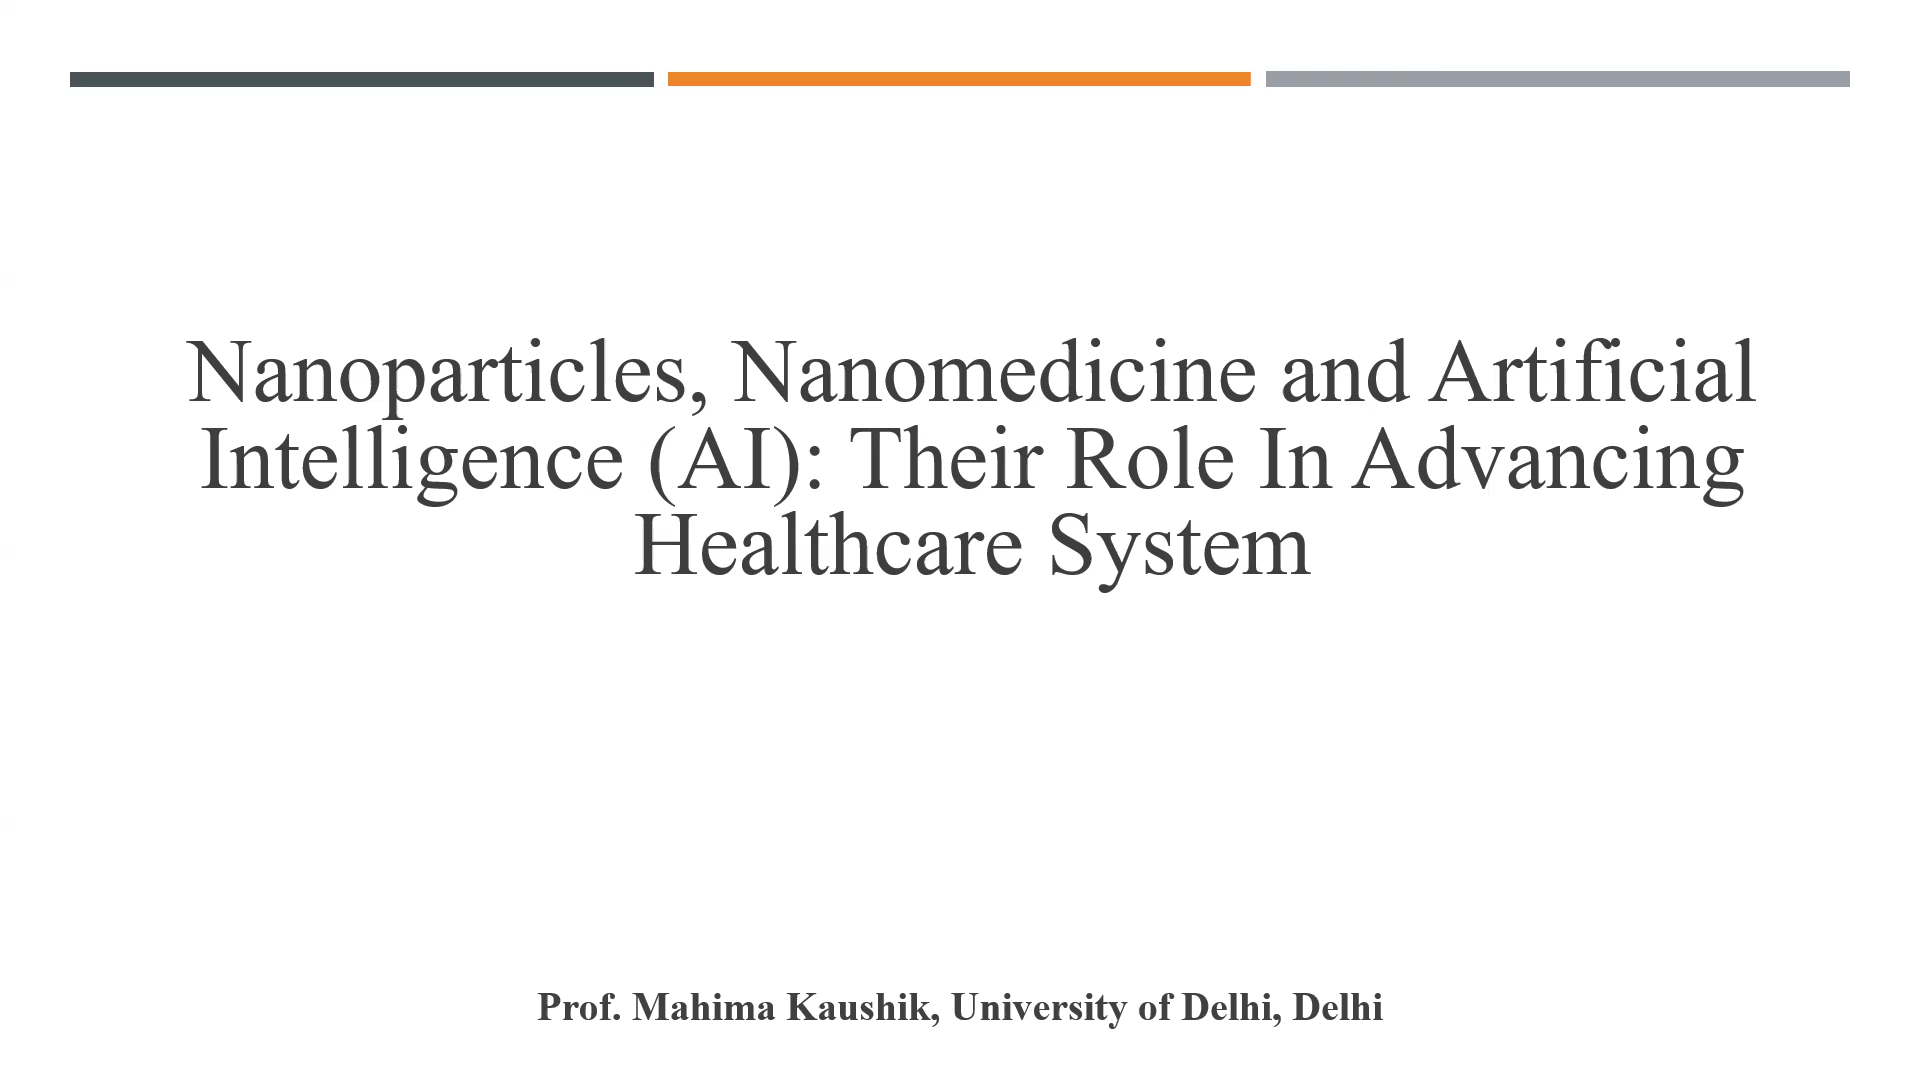 Nanoparticles, Nanomedicine and Artificial
Intelligence (AI): Their Role In Advancing
Healthcare System
Prof. Mahima Kaushik, University of Delhi, Delhi